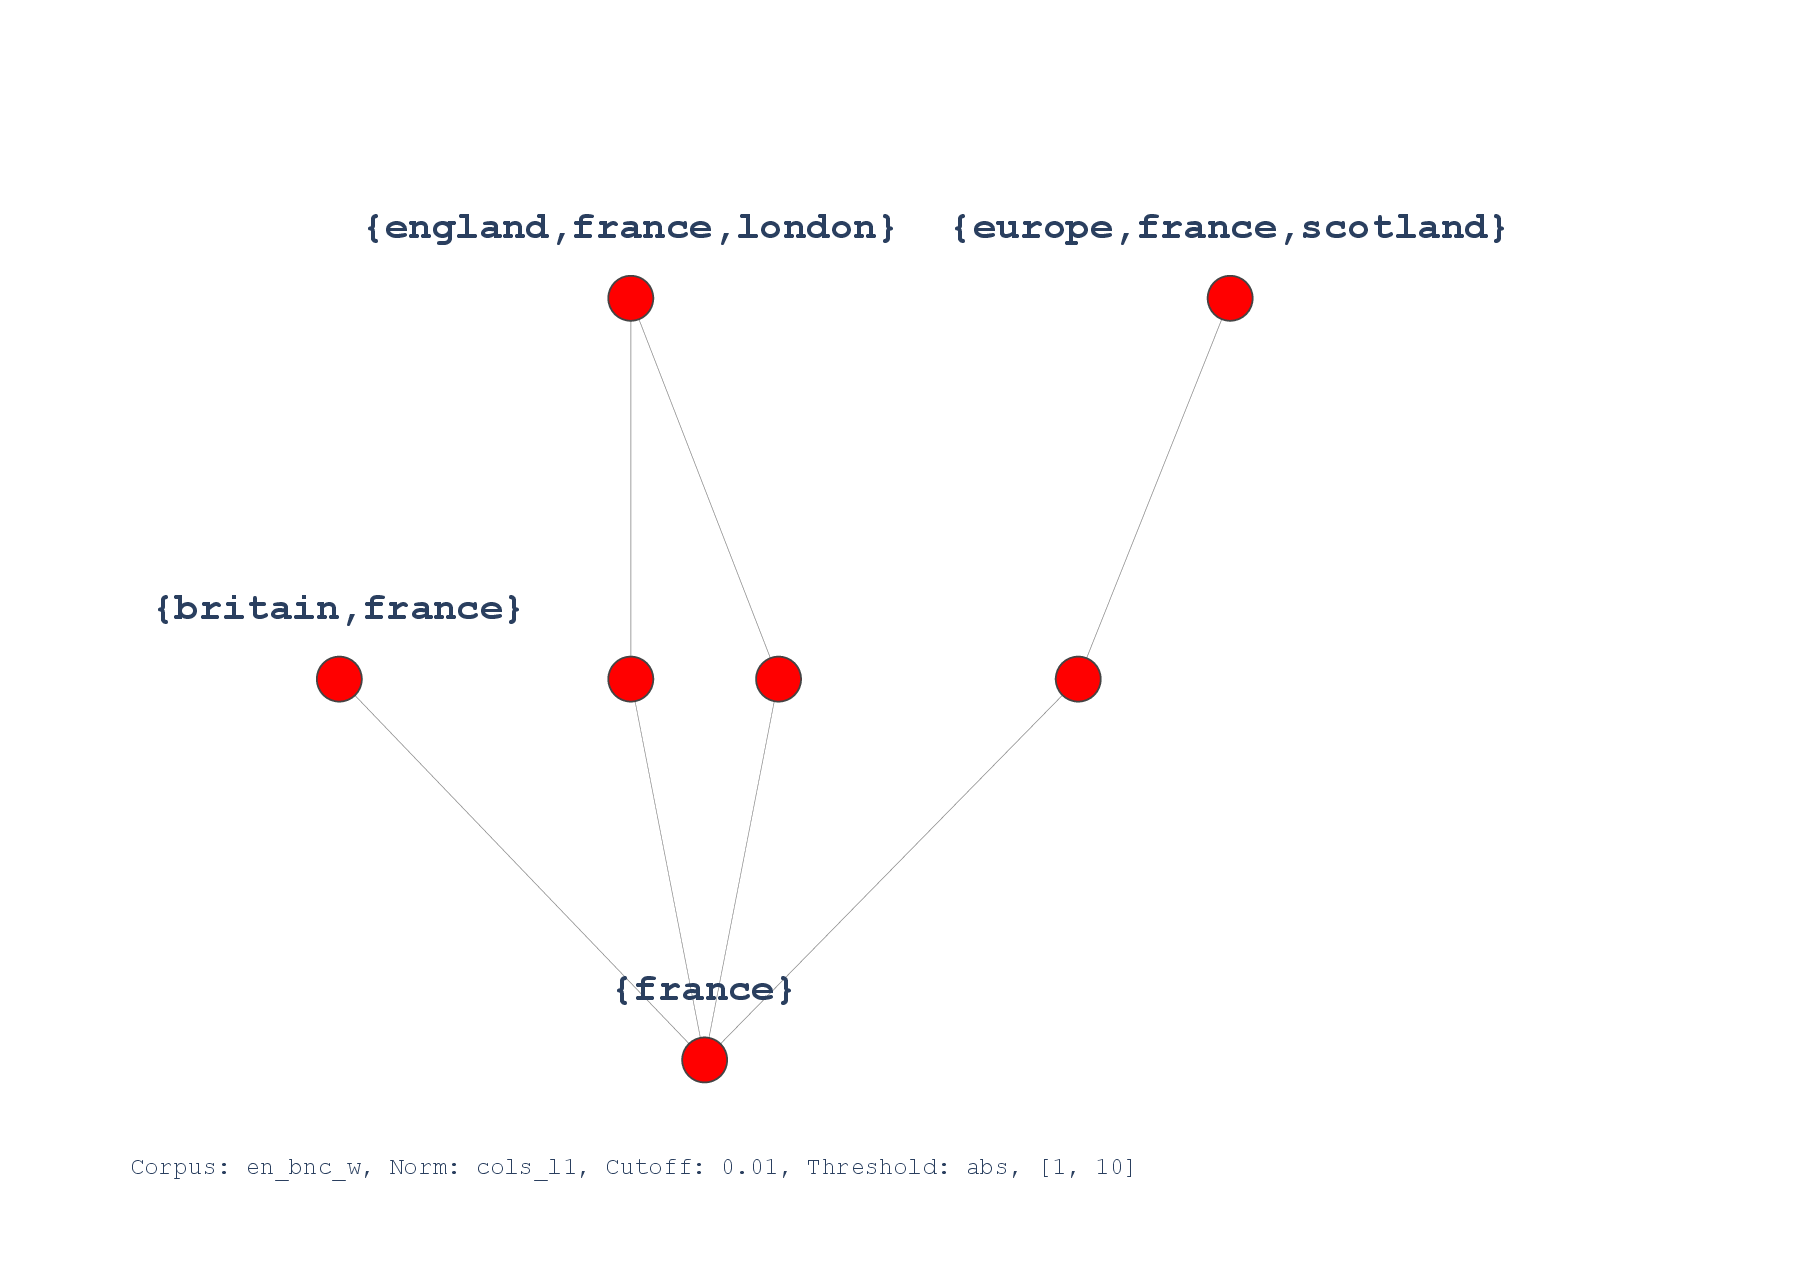 {england,france,london} {europe,france,scotland}
{britain,france}
{france}
Corpus: en_bnc_w, Norm: cols_l1, Cutoff: 0.01, Threshold: abs, [1, 10]